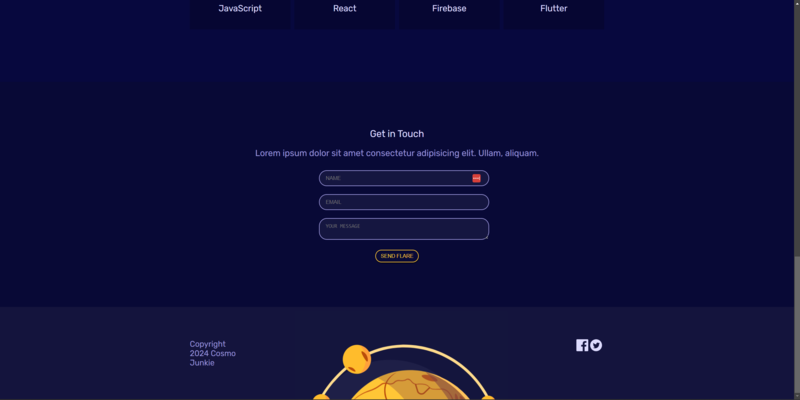 JavaScript
React
Firebase
Flutter
Get in Touch
Lorem ipsum dolor sit amet consectetur adipisicing elit. Ullam, aliquam.
NAME
EMAIL
YOUR MESSAGE
SEND FLARE
Copyright
2024 Cosmo
Junkie